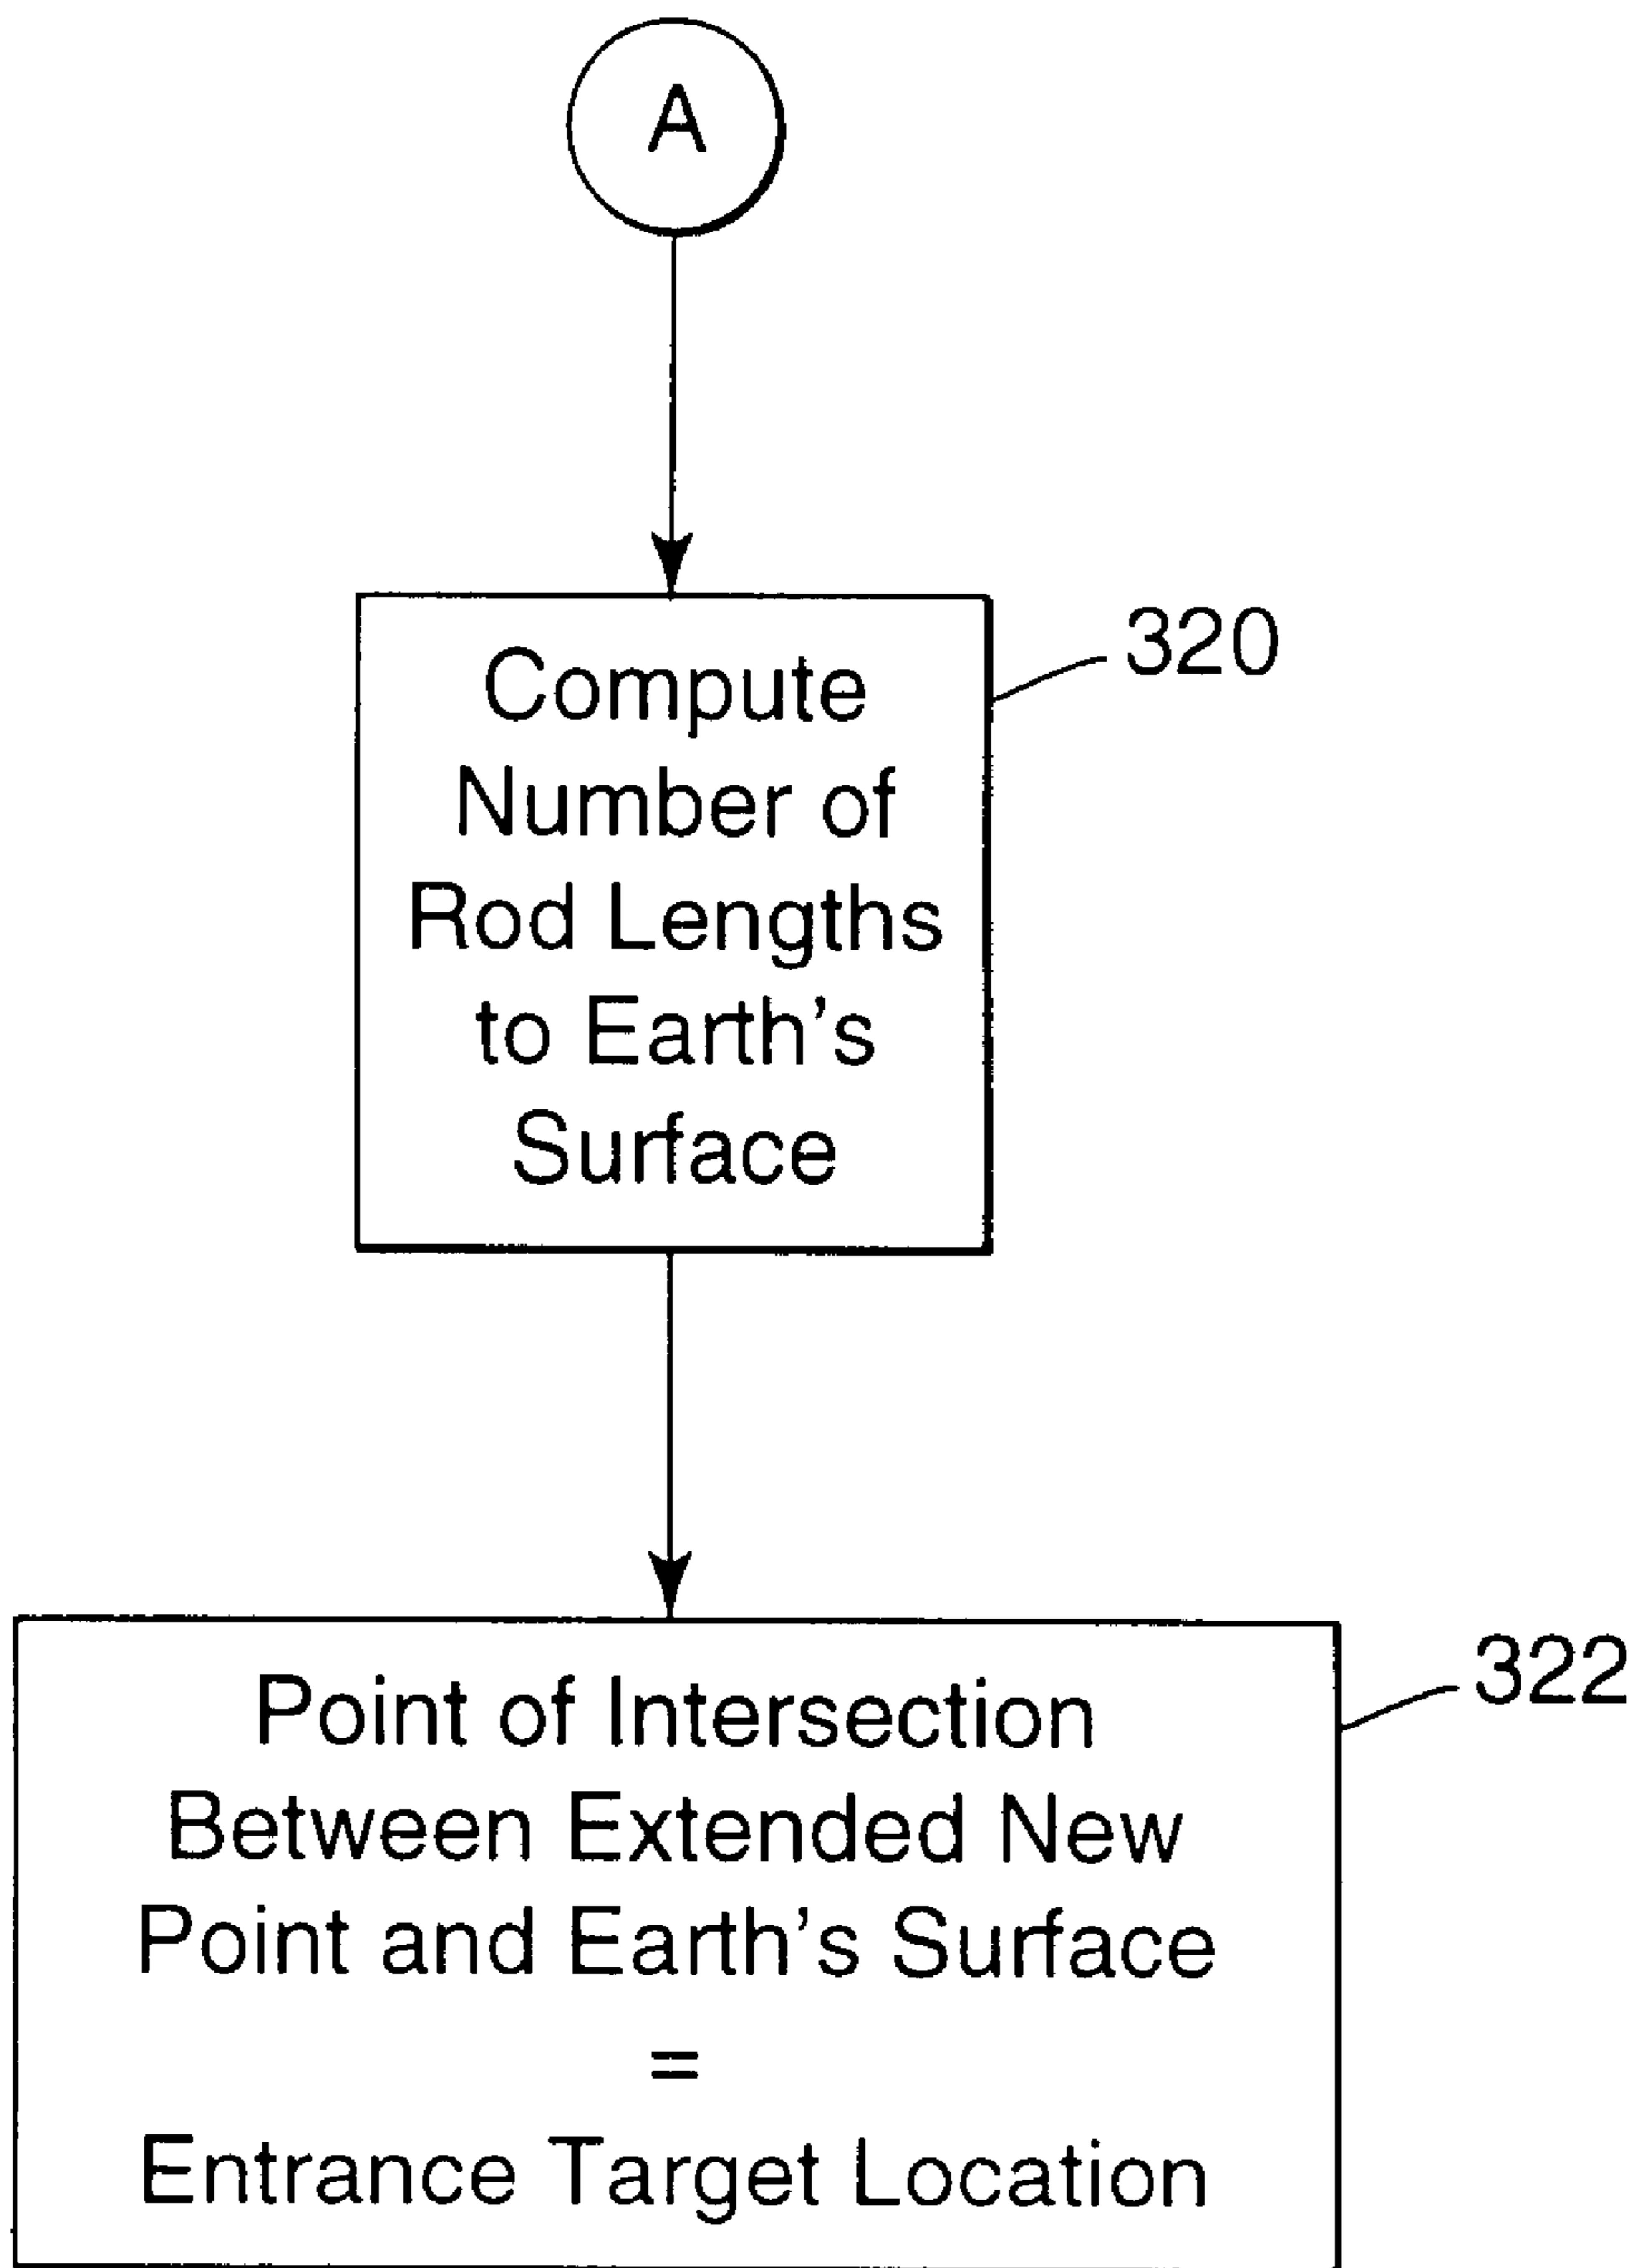 A
320
Compute
Number of
Rod Lengths
to Earth's
Surface
322
Point of Intersection
Between Extended New
Point and Earth's Surface
=
Entrance Target Location